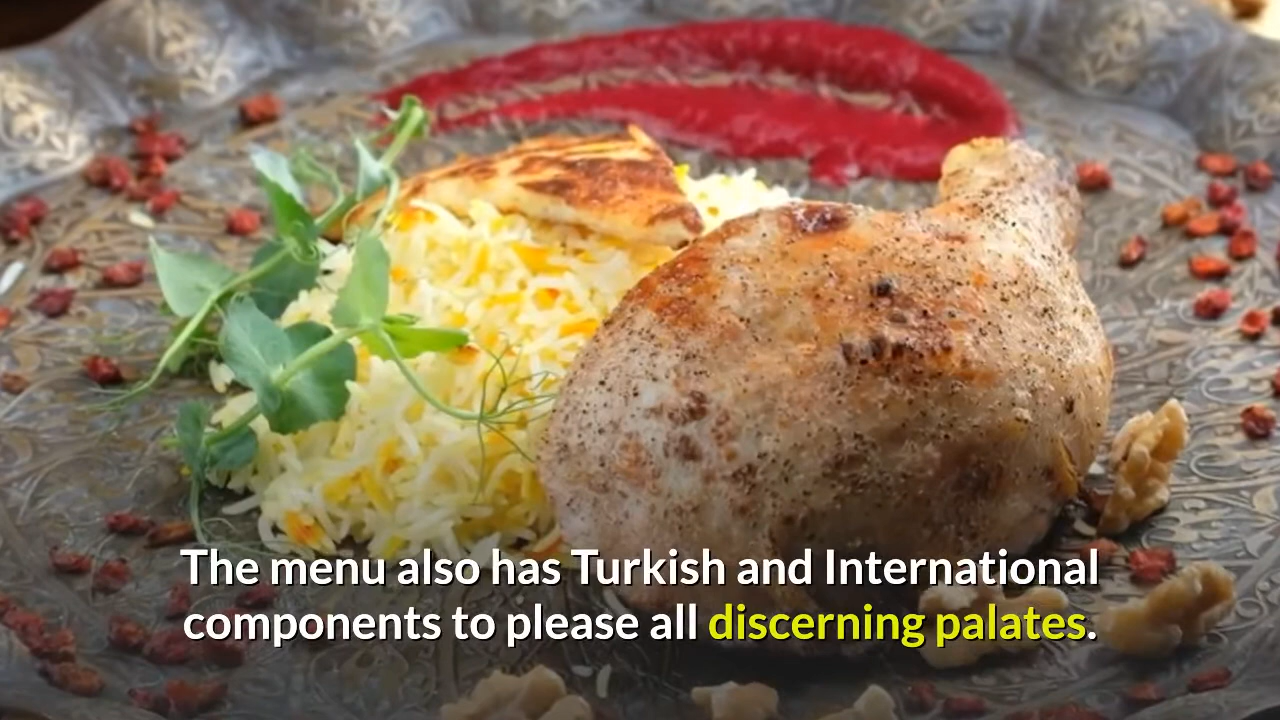 The menu also has Turkish and International
components to please all discerning palates.